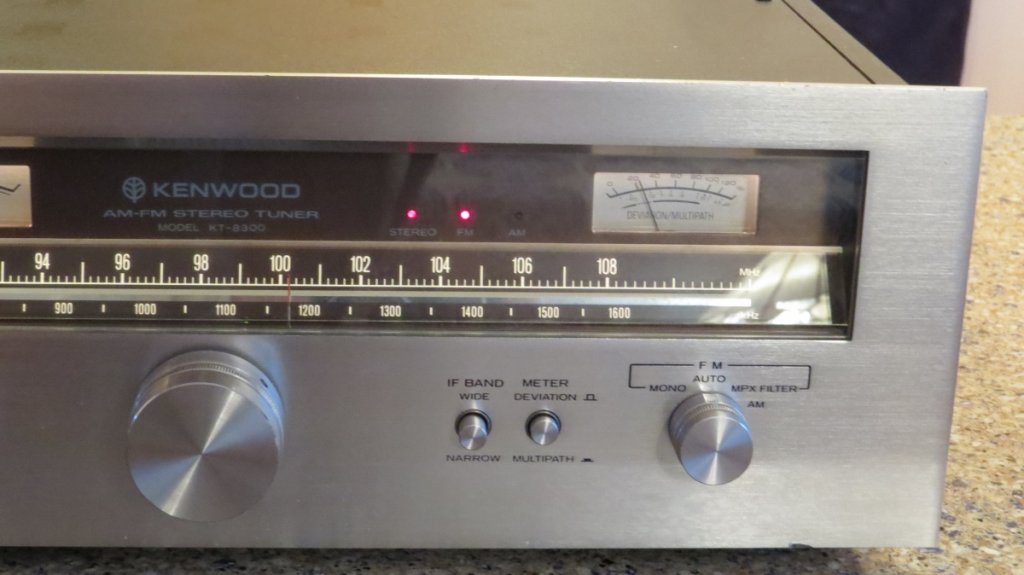 KENWOOD
AM-FM STEREO TUNER
MODEL KT-8300
STEREO FM AM
DEVIATION/MULTIPATH
94 96 98 100 102 104 106 108 MHz
900 1000 1100 1200 1300 1400 1500 1600 kHz
IF BAND
WIDE
NARROW
METER
DEVIATION
MULTIPATH
FM
AUTO
MONO MPX FILTER
AM